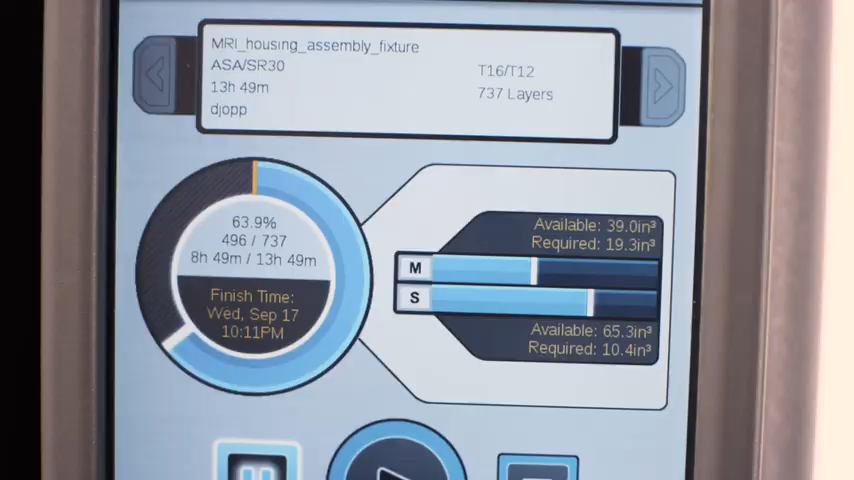 MRI_housing_assembly_fixture
ASA/SR30
T16/T12
13h 49m
737 Layers
djopp
63.9%
496 / 737
8h 49m / 13h 49m
Finish Time:
Wed, Sep 17
10:11PM
Available: 39.0in³
Required: 19.3in³
M
S
Available: 65.3in³
Required: 10.4in³